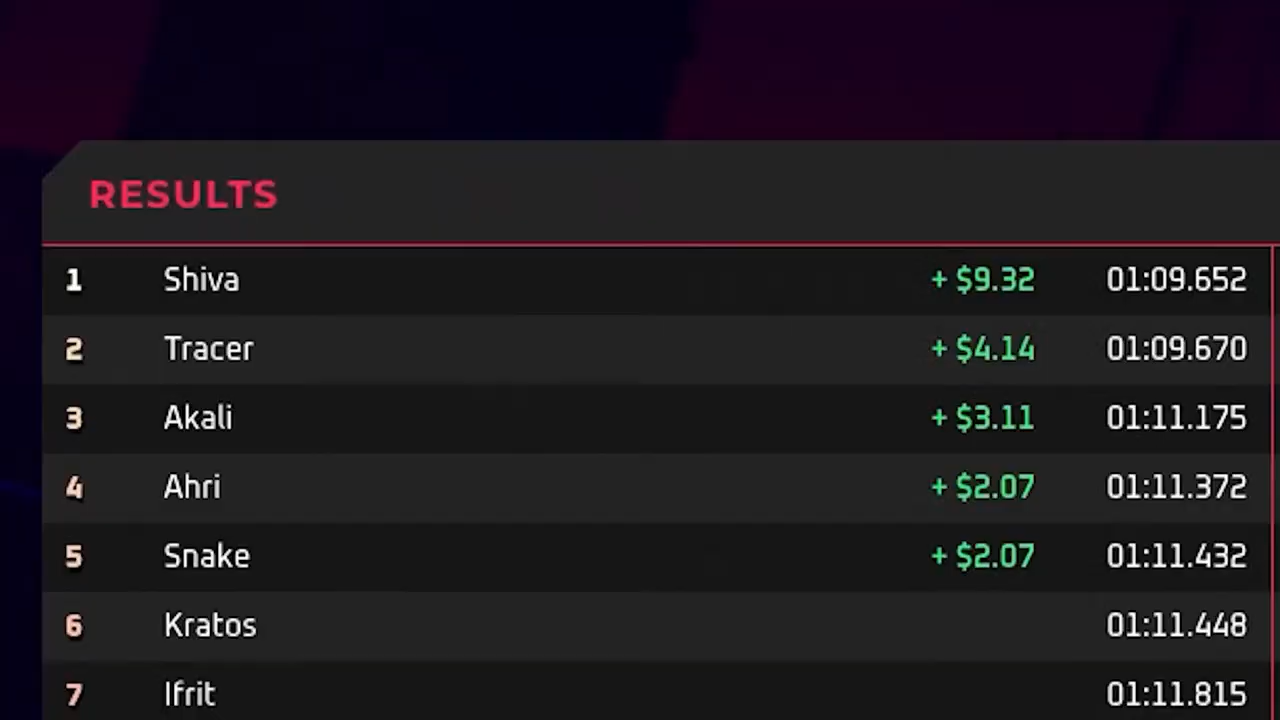 RESULTS
1 Shiva + $9.32 01:09.652
2 Tracer + $4.14 01:09.670
3 Akali + $3.11 01:11.175
4 Ahri + $2.07 01:11.372
5 Snake + $2.07 01:11.432
6 Kratos 01:11.448
7 Ifrit 01:11.815